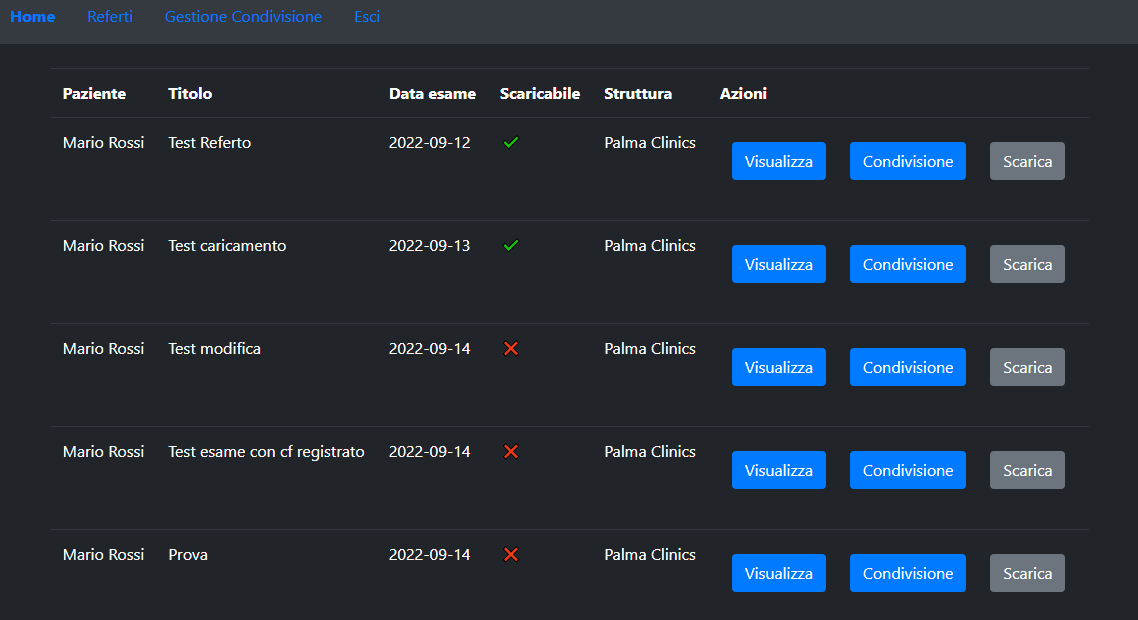 Home Referti Gestione Condivisione Esci
Paziente Titolo Data esame Scaricabile Struttura Azioni
Mario Rossi Test Referto 2022-09-12 Palma Clinics Visualizza Condivisione Scarica
Mario Rossi Test caricamento 2022-09-13 Palma Clinics Visualizza Condivisione Scarica
Mario Rossi Test modifica 2022-09-14 Palma Clinics Visualizza Condivisione Scarica
Mario Rossi Test esame con cf registrato 2022-09-14 Palma Clinics Visualizza Condivisione Scarica
Mario Rossi Prova 2022-09-14 Palma Clinics Visualizza Condivisione Scarica